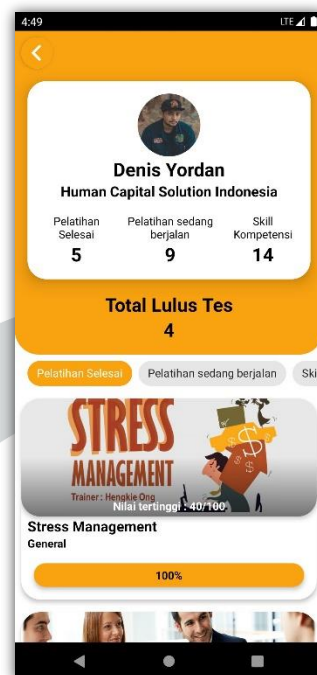 4:49
LTE
Denis Yordan
Human Capital Solution Indonesia
Pelatihan
Selesai
5
Pelatihan sedang
berjalan
9
Skill
Kompetensi
14
Total Lulus Tes
4
Pelatihan Selesai
Pelatihan sedang berjalan
Ski
STRESS
MANAGEMENT
Trainer : Hengkie Ong
Nilai tertinggi : 40/100
Stress Management
General
100%